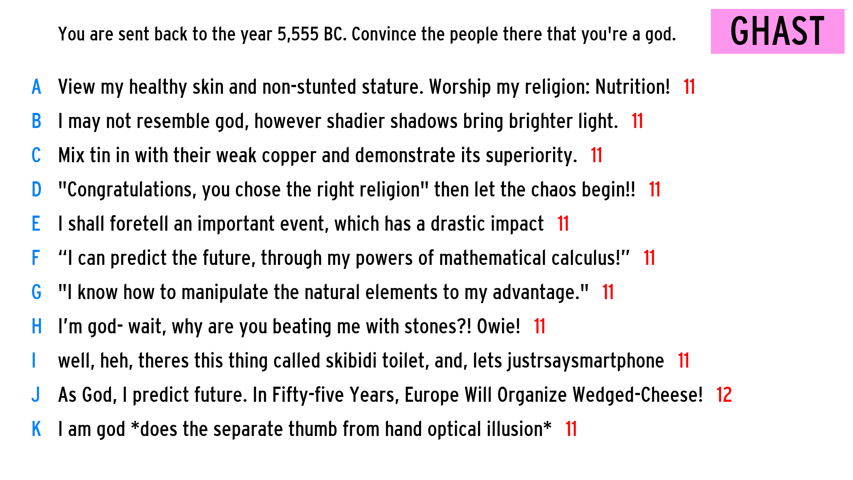 You are sent back to the year 5,555 BC. Convince the people there that you're a god.
GHAST
A View my healthy skin and non-stunted stature. Worship my religion: Nutrition! 11
B I may not resemble god, however shadier shadows bring brighter light. 11
C Mix tin in with their weak copper and demonstrate its superiority. 11
D "Congratulations, you chose the right religion" then let the chaos begin!! 11
E I shall foretell an important event, which has a drastic impact 11
F “I can predict the future, through my powers of mathematical calculus!” 11
G "I know how to manipulate the natural elements to my advantage." 11
H I’m god- wait, why are you beating me with stones?! Owie! 11
I well, heh, theres this thing called skibidi toilet, and, lets justrsaysmartphone 11
J As God, I predict future. In Fifty-five Years, Europe Will Organize Wedged-Cheese! 12
K I am god *does the separate thumb from hand optical illusion* 11